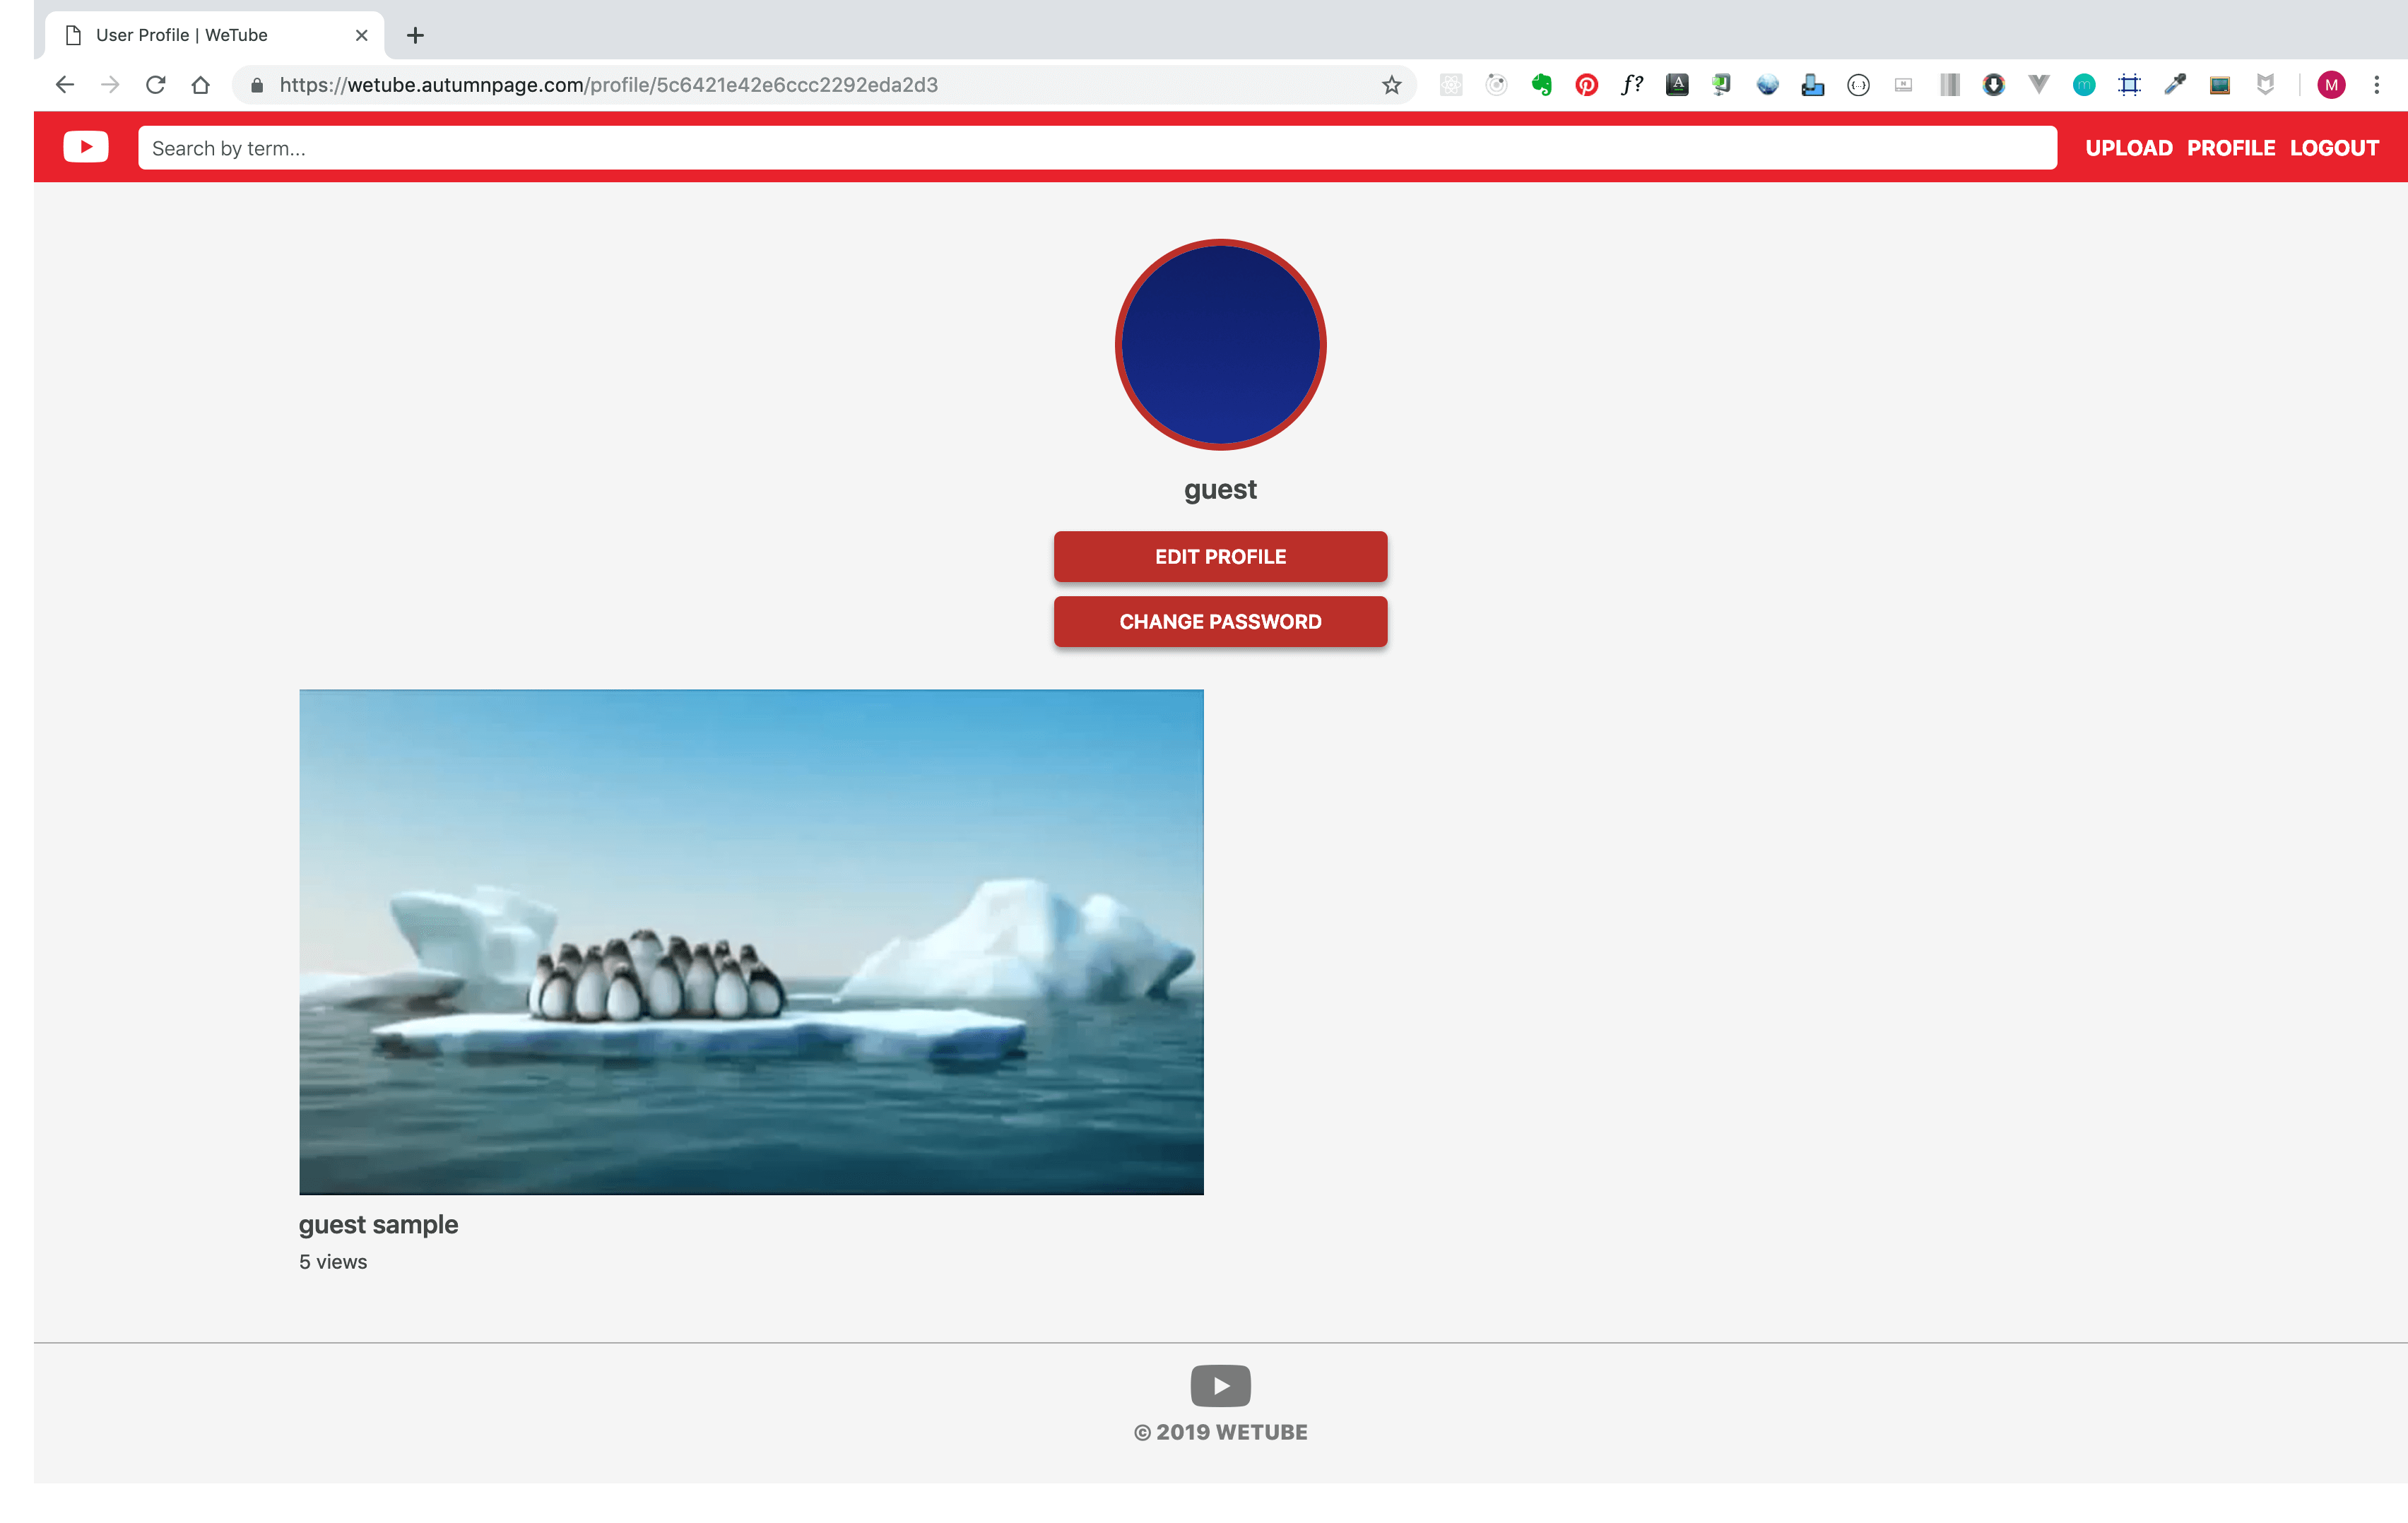 User Profile | WeTube
https://wetube.autumnpage.com/profile/5c6421e42e6ccc2292eda2d3
f?
A
M
Search by term...
UPLOAD PROFILE LOGOUT
guest
EDIT PROFILE
CHANGE PASSWORD
guest sample
5 views
© 2019 WETUBE